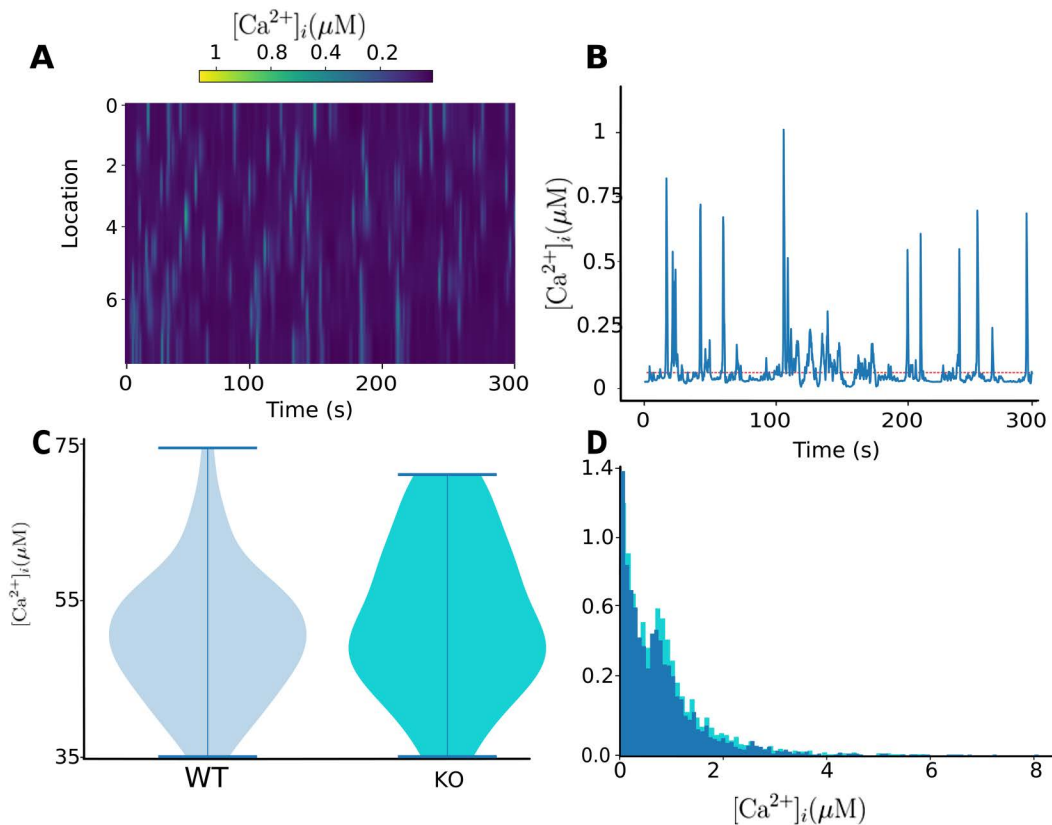 A
[Ca²⁺]ᵢ(μM)
1 0.8 0.4 0.2
Location
0
2
4
6
0 100 200 300
Time (s)
B
[Ca²⁺]ᵢ(μM)
1
0.75
0.5
0.25
0
0 100 200 300
Time (s)
C
[Ca²⁺]ᵢ(μM)
75
55
35
WT KO
D
1.4
1.0
0.6
0.2
0.0
0 2 4 6 8
[Ca²⁺]ᵢ(μM)